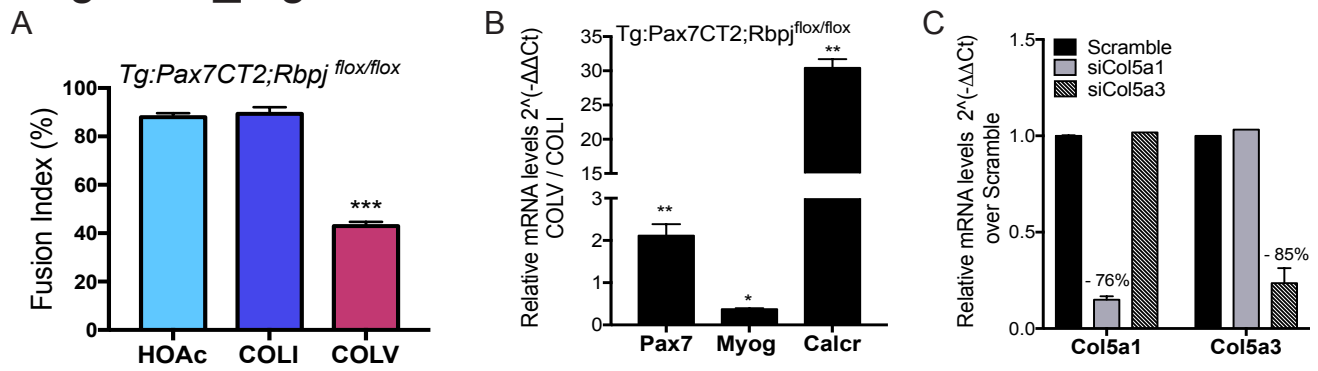 A
Tg:Pax7CT2;Rbpj flox/flox
Fusion Index (%)
100
80
60
40
20
0
***
HOAc COLI COLV
B
Tg:Pax7CT2;Rbpjflox/flox
Relative mRNA levels 2^(-ΔΔCt)
COLV / COLI
35
30
25
20
15
3
2
1
0
**
*
**
Pax7 Myog Calcr
C
Relative mRNA levels 2^(-ΔΔCt)
over Scramble
1.5
1.0
0.5
0.0
Scramble
siCol5a1
siCol5a3
- 76%
- 85%
Col5a1 Col5a3